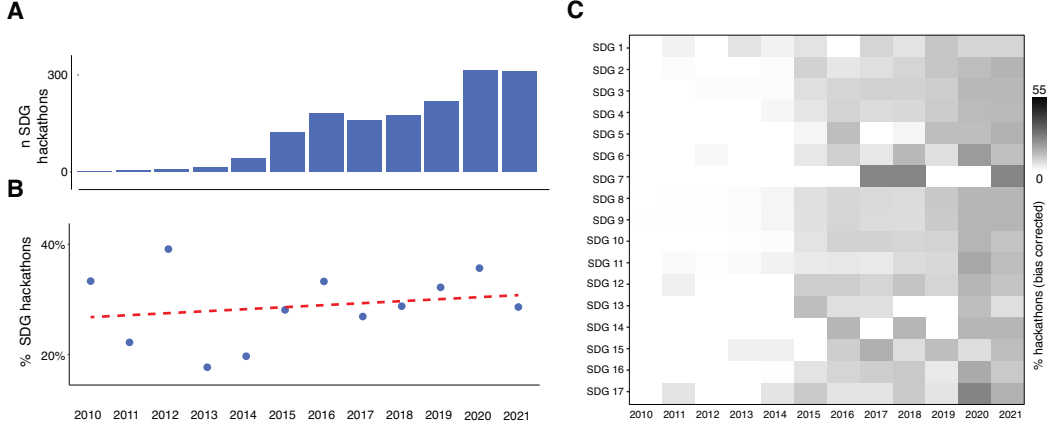 A
300
0
n SDG
hackathons
B
40%
20%
% SDG hackathons
2010 2011 2012 2013 2014 2015 2016 2017 2018 2019 2020 2021
C
SDG 1
SDG 2
SDG 3
SDG 4
SDG 5
SDG 6
SDG 7
SDG 8
SDG 9
SDG 10
SDG 11
SDG 12
SDG 13
SDG 14
SDG 15
SDG 16
SDG 17
2010 2011 2012 2013 2014 2015 2016 2017 2018 2019 2020 2021
55
0
% hackathons (bias corrected)